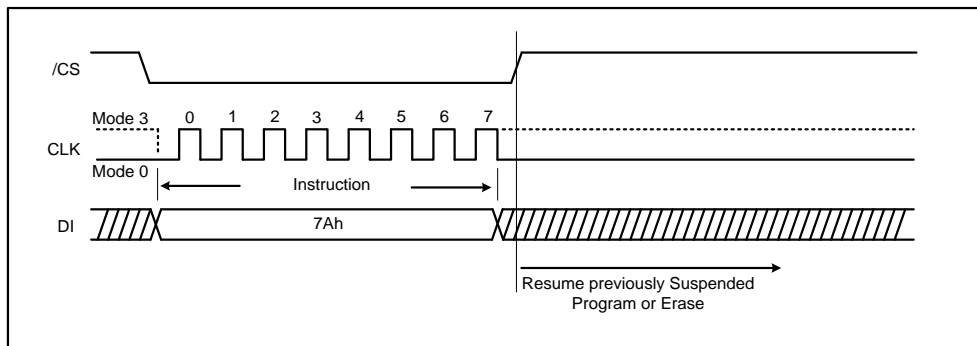 /CS
Mode 3 0 1 2 3 4 5 6 7
CLK
Mode 0
Instruction
DI 7Ah
Resume previously Suspended
Program or Erase